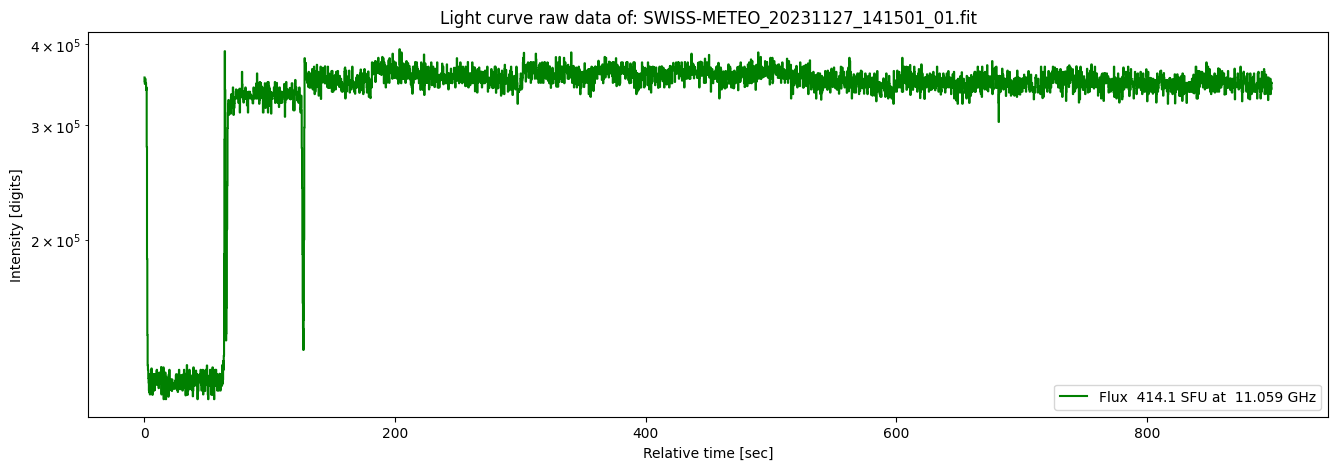 Light curve raw data of: SWISS-METEO_20231127_141501_01.fit
4 × 10⁵
3 × 10⁵
2 × 10⁵
Intensity [digits]
Flux  414.1 SFU at  11.059 GHz
0 200 400 600 800
Relative time [sec]